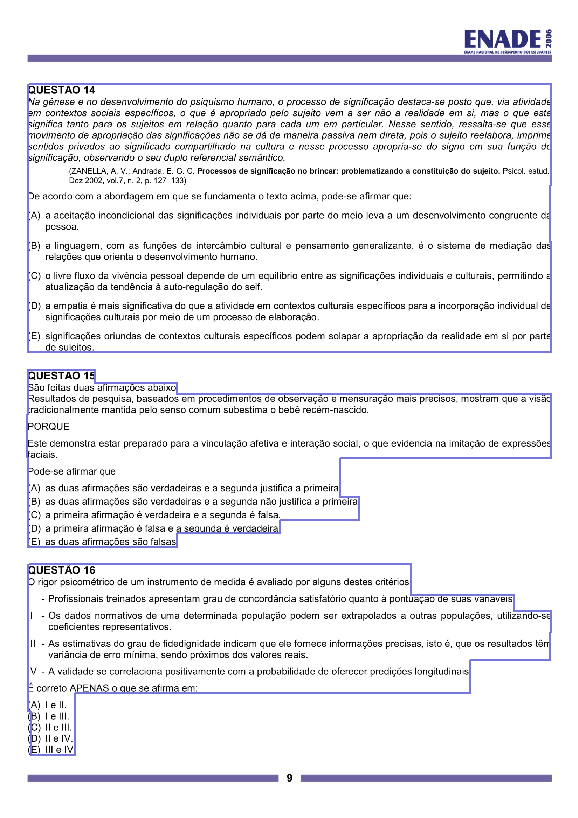 ENADE 2006
EXAME NACIONAL DE DESEMPENHO DOS ESTUDANTES
QUESTÃO 14
Na gênese e no desenvolvimento do psiquismo humano, o processo de significação destaca-se posto que, via atividade
em contextos sociais específicos, o que é apropriado pelo sujeito vem a ser não a realidade em si, mas o que esta
significa tanto para os sujeitos em relação quanto para cada um em particular. Nesse sentido, ressalta-se que esse
movimento de apropriação das significações não se dá de maneira passiva nem direta, pois o sujeito reelabora, imprime
sentidos privados ao significado compartilhado na cultura e nesse processo apropria-se do signo em sua função de
significação, observando o seu duplo referencial semântico.
(ZANELLA, A. V.; Andrada, E. G. C. Processos de significação no brincar: problematizando a constituição do sujeito. Psicol. estud.
Dez 2002, vol.7, n. 2, p. 127-133)
De acordo com a abordagem em que se fundamenta o texto acima, pode-se afirmar que:
(A) a aceitação incondicional das significações individuais por parte do meio leva a um desenvolvimento congruente da
pessoa.
(B) a linguagem, com as funções de intercâmbio cultural e pensamento generalizante, é o sistema de mediação das
relações que orienta o desenvolvimento humano.
(C) o livre fluxo da vivência pessoal depende de um equilíbrio entre as significações individuais e culturais, permitindo a
atualização da tendência à auto-regulação do self.
(D) a empatia é mais significativa do que a atividade em contextos culturais específicos para a incorporação individual de
significações culturais por meio de um processo de elaboração.
(E) significações oriundas de contextos culturais específicos podem solapar a apropriação da realidade em si por parte
de sujeitos.
QUESTÃO 15
São feitas duas afirmações abaixo
Resultados de pesquisa, baseados em procedimentos de observação e mensuração mais precisos, mostram que a visão
tradicionalmente mantida pelo senso comum subestima o bebê recém-nascido.
PORQUE
Este demonstra estar preparado para a vinculação afetiva e interação social, o que evidencia na imitação de expressões
faciais.
Pode-se afirmar que
(A) as duas afirmações são verdadeiras e a segunda justifica a primeira
(B) as duas afirmações são verdadeiras e a segunda não justifica a primeira
(C) a primeira afirmação é verdadeira e a segunda é falsa.
(D) a primeira afirmação é falsa e a segunda é verdadeira
(E) as duas afirmações são falsas
QUESTÃO 16
O rigor psicométrico de um instrumento de medida é avaliado por alguns destes critérios
- Profissionais treinados apresentam grau de concordância satisfatório quanto à pontuação de suas variáveis
I - Os dados normativos de uma determinada população podem ser extrapolados a outras populações, utilizando-se
coeficientes representativos.
II - As estimativas do grau de fidedignidade indicam que ele fornece informações precisas, isto é, que os resultados têm
variância de erro mínima, sendo próximos dos valores reais.
V - A validade se correlaciona positivamente com a probabilidade de oferecer predições longitudinais
É correto APENAS o que se afirma em:
(A) I e II.
(B) I e III.
(C) II e III.
(D) II e IV.
(E) III e IV
9